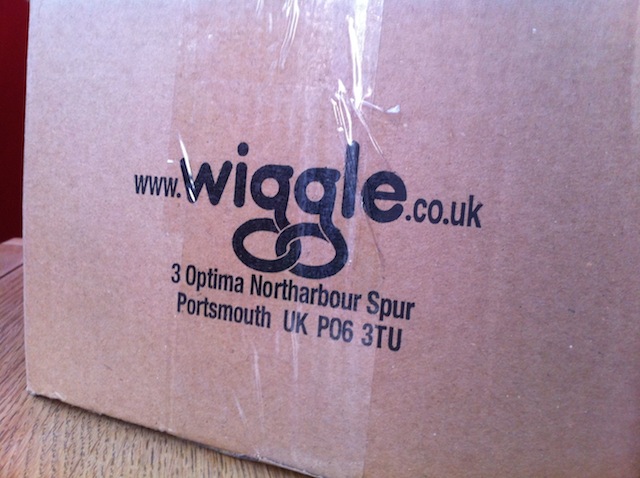 www.wiggle.co.uk
3 Optima Northarbour Spur
Portsmouth UK PO6 3TU